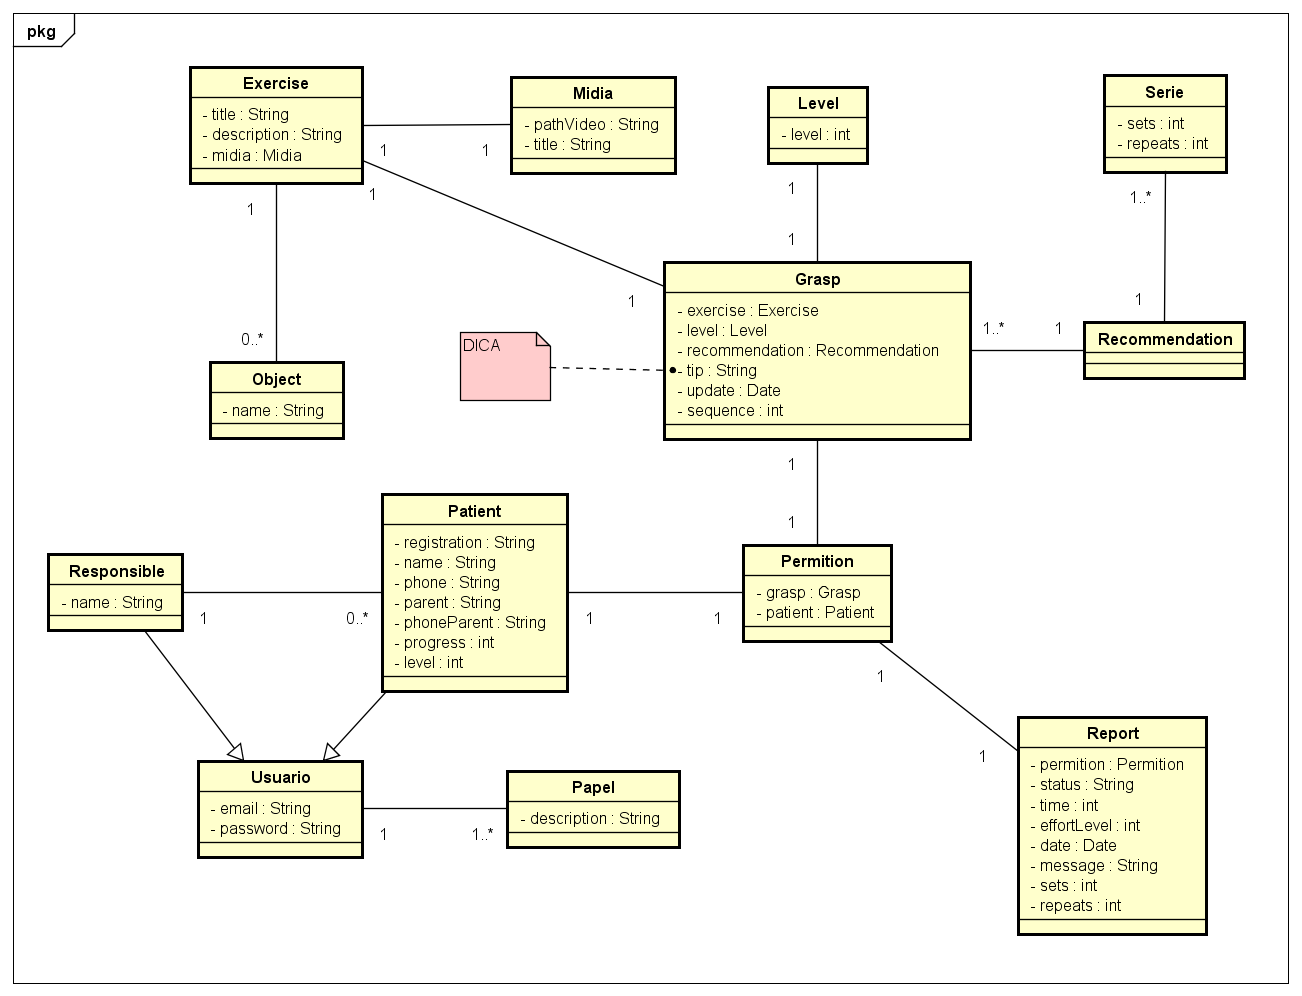 pkg
Exercise
- title : String
- description : String
- midia : Midia
Midia
- pathVideo : String
- title : String
Level
- level : int
Serie
- sets : int
- repeats : int
1
1
1
1
1
1..*
1
0..*
1
1
Grasp
- exercise : Exercise
- level : Level
- recommendation : Recommendation
- tip : String
- update : Date
- sequence : int
1..*
1
1
Recommendation
DICA
Object
- name : String
1
1
Patient
- registration : String
- name : String
- phone : String
- parent : String
- phoneParent : String
- progress : int
- level : int
Responsible
- name : String
1
0..*
1
1
Permition
- grasp : Grasp
- patient : Patient
1
1
Usuario
- email : String
- password : String
1
1..*
Papel
- description : String
Report
- permition : Permition
- status : String
- time : int
- effortLevel : int
- date : Date
- message : String
- sets : int
- repeats : int